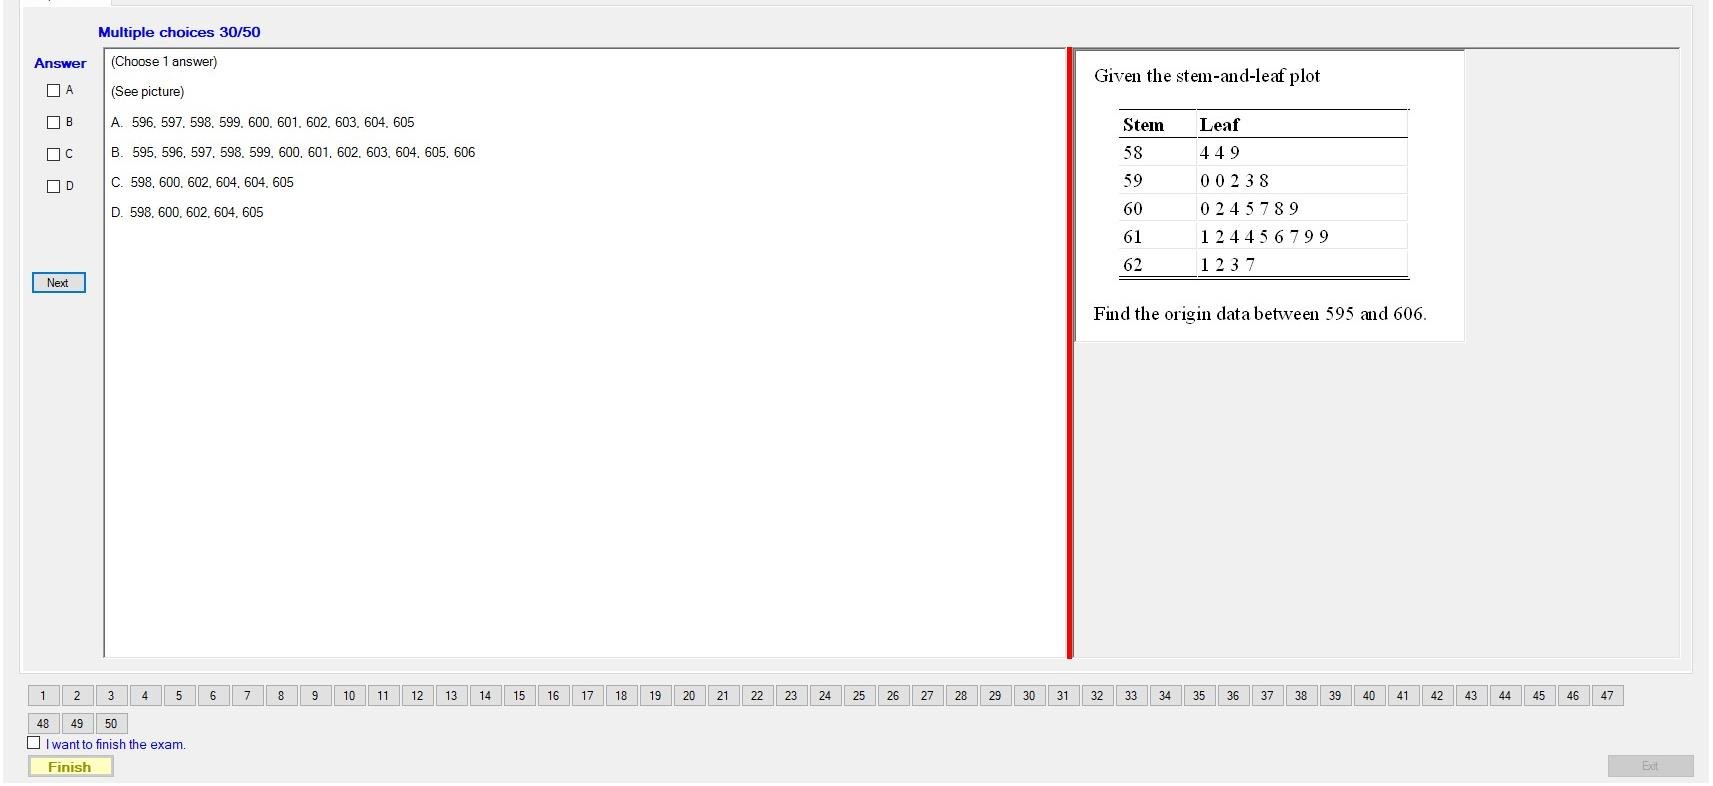 Multiple choices 30/50
Answer
A
B
C
D
Next
(Choose 1 answer)
(See picture)
A. 596, 597, 598, 599, 600, 601, 602, 603, 604, 605
B. 595, 596, 597, 598, 599, 600, 601, 602, 603, 604, 605, 606
C. 598, 600, 602, 604, 604, 605
D. 598, 600, 602, 604, 605
Given the stem-and-leaf plot
Stem Leaf
58 4 4 9
59 0 0 2 3 8
60 0 2 4 5 7 8 9
61 1 2 4 4 5 6 7 9 9
62 1 2 3 7
Find the origin data between 595 and 606.
1 2 3 4 5 6 7 8 9 10 11 12 13 14 15 16 17 18 19 20 21 22 23 24 25 26 27 28 29 30 31 32 33 34 35 36 37 38 39 40 41 42 43 44 45 46 47
48 49 50
I want to finish the exam.
Finish
Exit